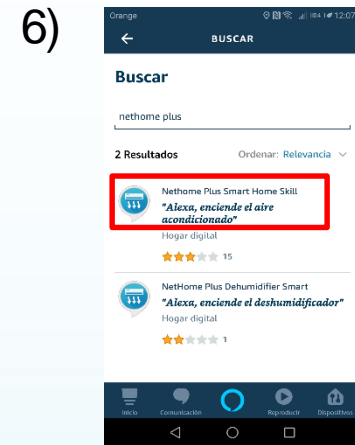 6)
Orange
12:07
BUSCAR
Buscar
nethome plus
2 Resultados Ordenar: Relevancia
Nethome Plus Smart Home Skill
"Alexa, enciende el aire
acondicionado"
Hogar digital
15
NetHome Plus Dehumidifier Smart
"Alexa, enciende el deshumidificador"
Hogar digital
1
Inicio Comunicación Reproducir Dispositivos